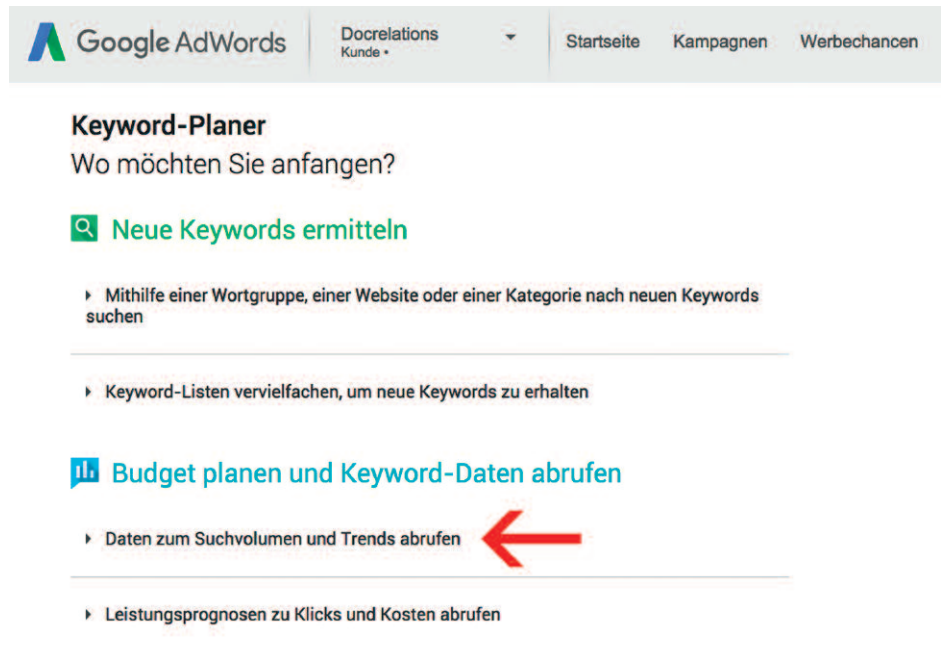 Google AdWords
Docrelations
Kunde •
Startseite
Kampagnen
Werbechancen
Keyword-Planer
Wo möchten Sie anfangen?
Neue Keywords ermitteln
Mithilfe einer Wortgruppe, einer Website oder einer Kategorie nach neuen Keywords
suchen
Keyword-Listen vervielfachen, um neue Keywords zu erhalten
Budget planen und Keyword-Daten abrufen
Daten zum Suchvolumen und Trends abrufen
Leistungsprognosen zu Klicks und Kosten abrufen